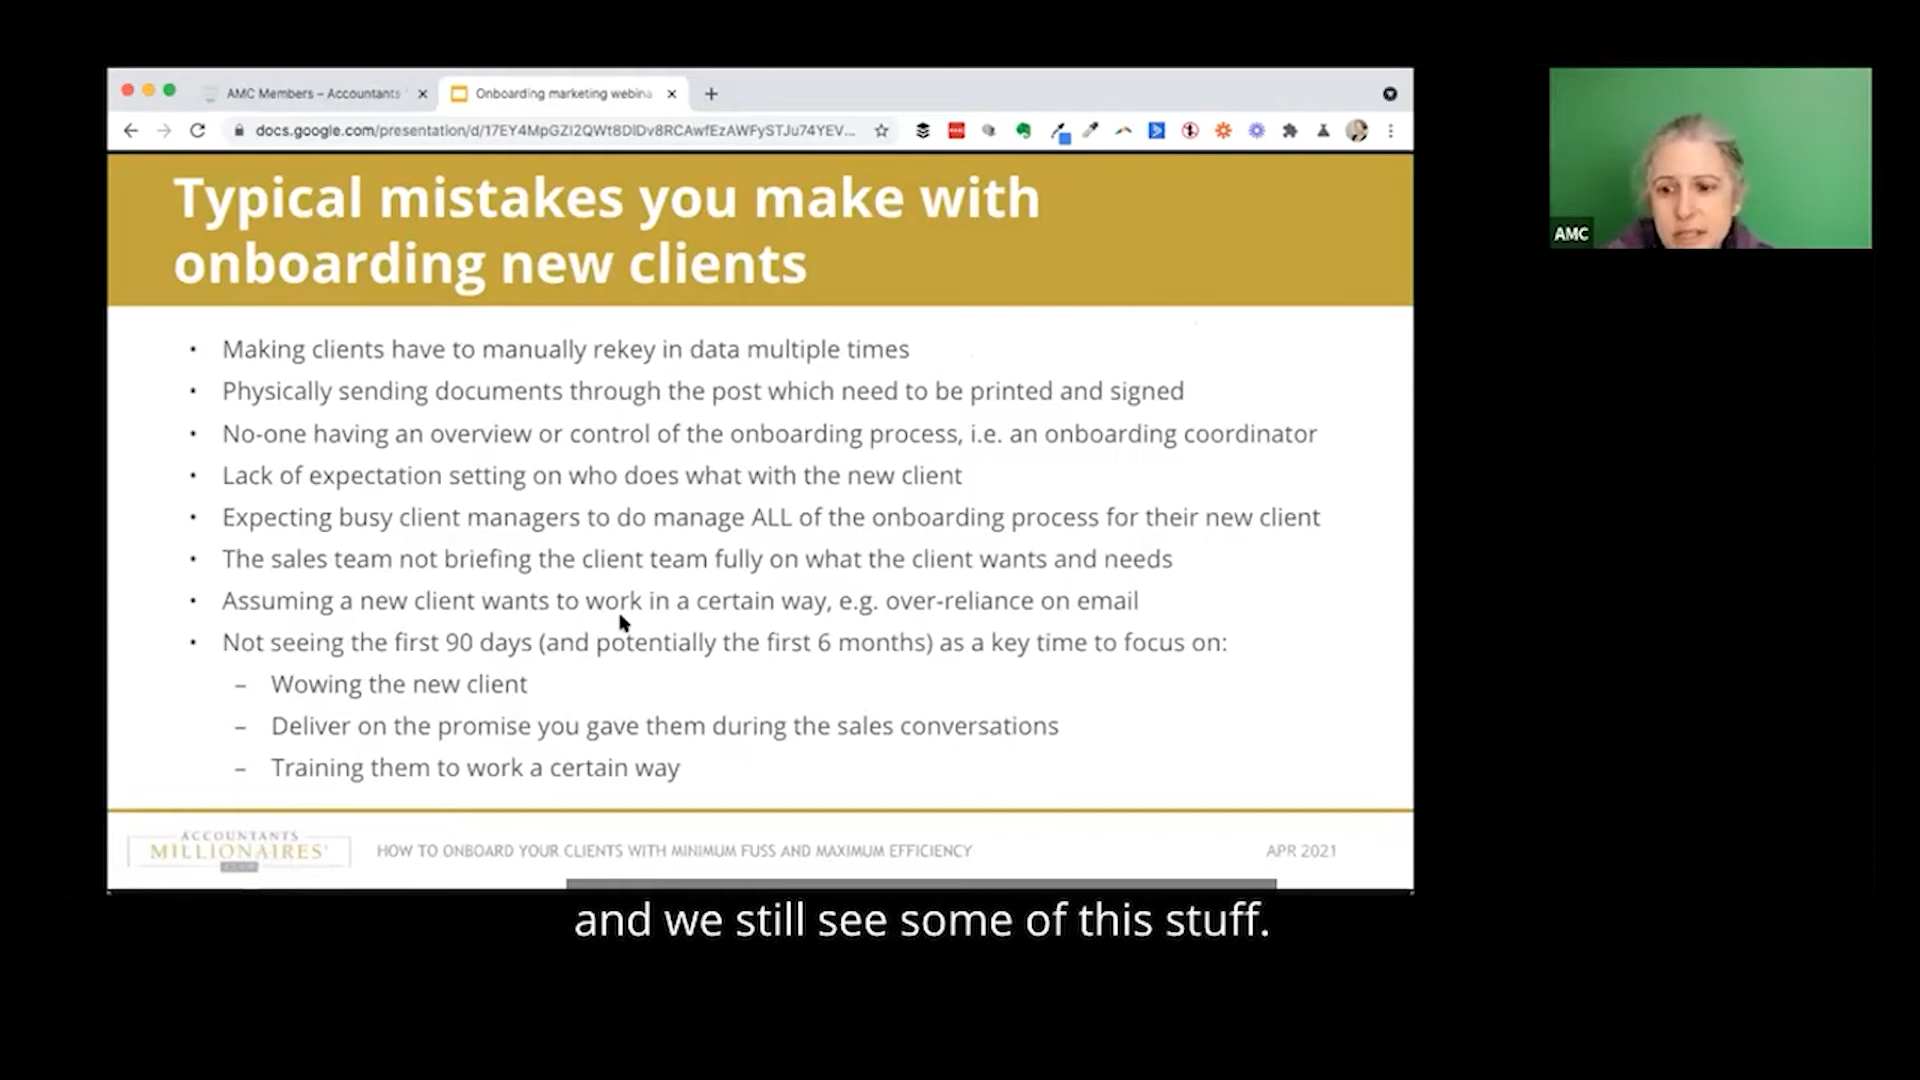 AMC Members – Accountants
Onboarding marketing webina
docs.google.com/presentation/d/17EY4MpGZI2QWt8DIDv8RCAwfEzAWFySTJu74YEV...
Typical mistakes you make with
onboarding new clients
• Making clients have to manually rekey in data multiple times
• Physically sending documents through the post which need to be printed and signed
• No-one having an overview or control of the onboarding process, i.e. an onboarding coordinator
• Lack of expectation setting on who does what with the new client
• Expecting busy client managers to do manage ALL of the onboarding process for their new client
• The sales team not briefing the client team fully on what the client wants and needs
• Assuming a new client wants to work in a certain way, e.g. over-reliance on email
• Not seeing the first 90 days (and potentially the first 6 months) as a key time to focus on:
– Wowing the new client
– Deliver on the promise you gave them during the sales conversations
– Training them to work a certain way
ACCOUNTANTS
MILLIONAIRES'
HOW TO ONBOARD YOUR CLIENTS WITH MINIMUM FUSS AND MAXIMUM EFFICIENCY
APR 2021
AMC
and we still see some of this stuff.